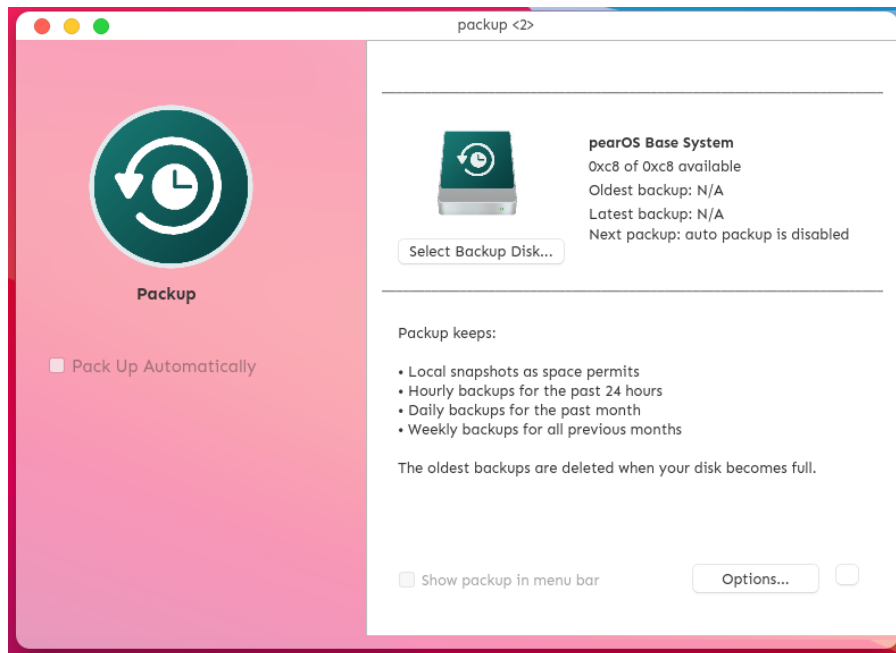 packup <2>
Packup
Pack Up Automatically
pearOS Base System
0xc8 of 0xc8 available
Oldest backup: N/A
Latest backup: N/A
Next packup: auto packup is disabled
Select Backup Disk...
Packup keeps:
• Local snapshots as space permits
• Hourly backups for the past 24 hours
• Daily backups for the past month
• Weekly backups for all previous months
The oldest backups are deleted when your disk becomes full.
Show packup in menu bar
Options...